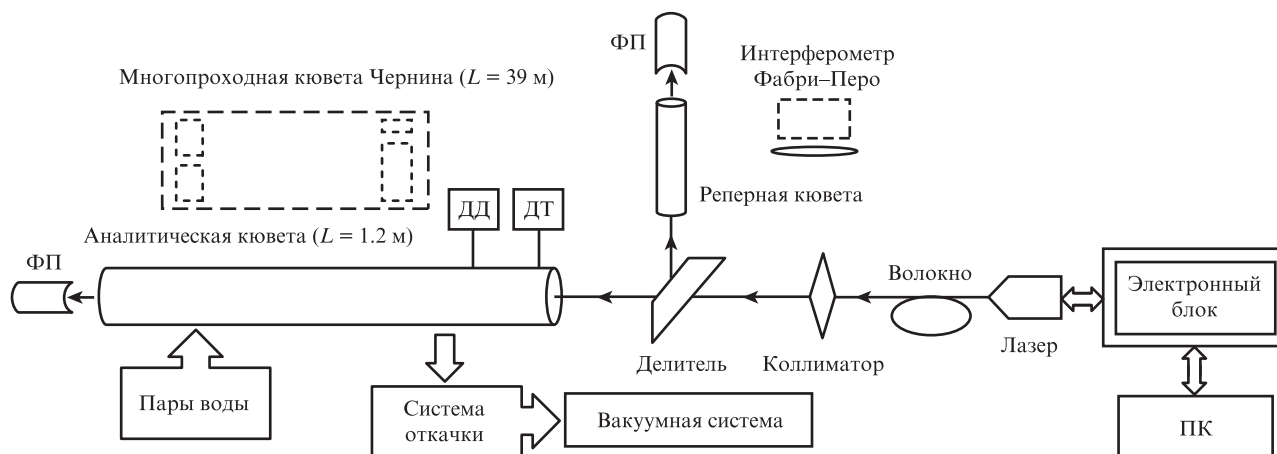 ФП
Интерферометр
Фабри–Перо
Многопроходная кювета Чернина (L = 39 м)
Реперная кювета
ДД
ДТ
Аналитическая кювета (L = 1.2 м)
ФП
Волокно
Электронный
блок
Лазер
Делитель
Коллиматор
Пары воды
Система
откачки
Вакуумная система
ПК